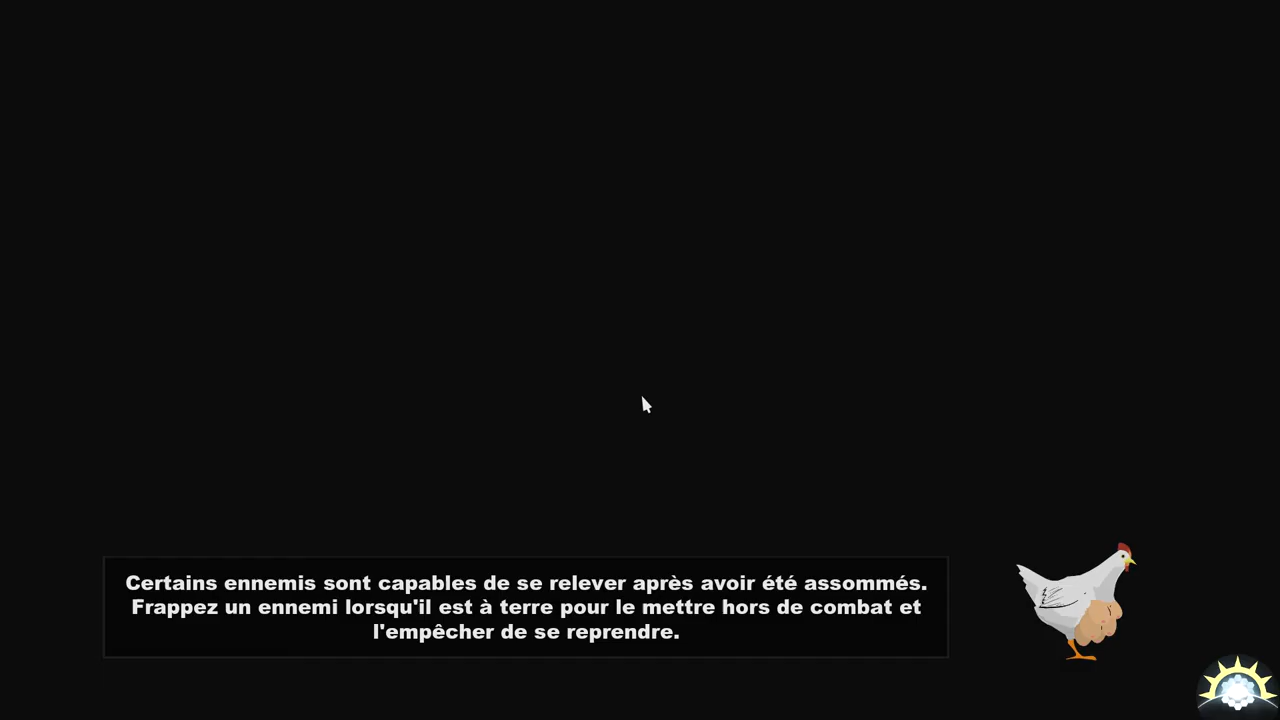 Certains ennemis sont capables de se relever après avoir été assommés.
Frappez un ennemi lorsqu'il est à terre pour le mettre hors de combat et
l'empêcher de se reprendre.